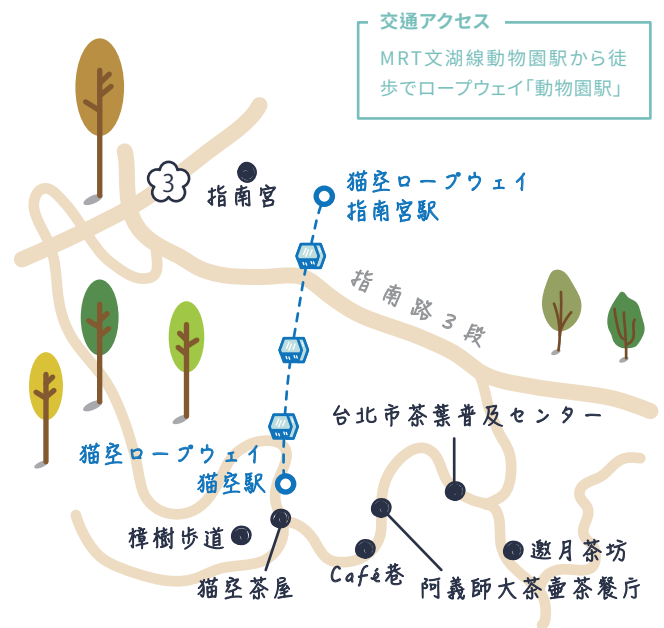 交通アクセス
MRT文湖線動物園駅から徒
歩でロープウェイ「動物園駅」
3
指南宮
猫空ロープウェイ
指南宮駅
指南路3段
台北市茶葉普及センター
猫空ロープウェイ
猫空駅
樟樹歩道
邀月茶坊
Café巷
猫空茶屋
阿義師大茶壷茶餐庁